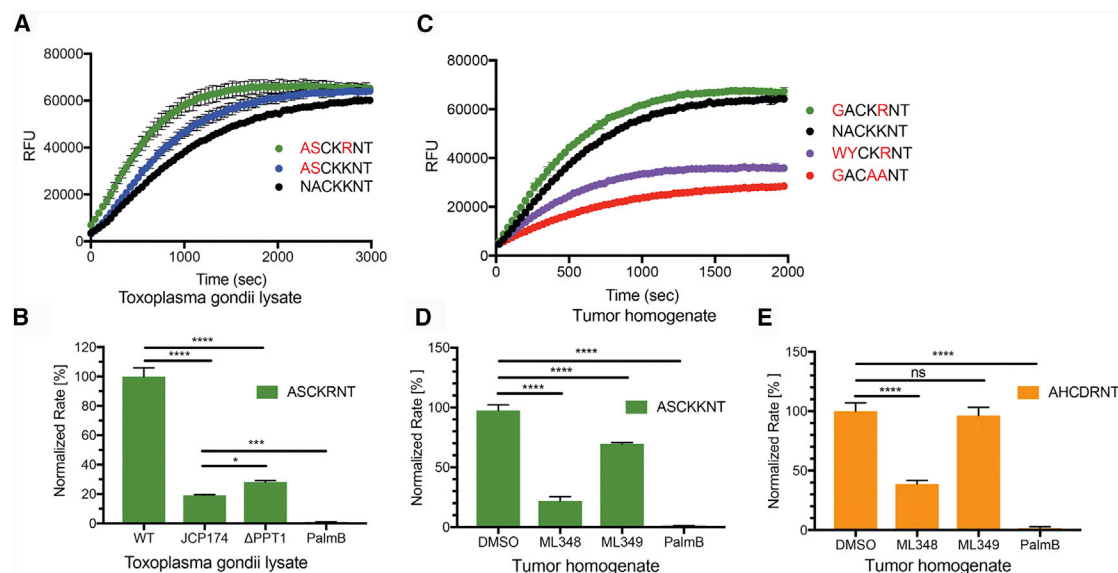 A
80000
60000
40000
20000
0
RFU
ASCKRNT
ASCKKNT
NACKKNT
0
1000
2000
3000
Time (sec)
Toxoplasma gondii lysate
C
80000
60000
40000
20000
0
RFU
GACKRNT
NACKKNT
WYCKRNT
GACAANT
0
500
1000
1500
2000
Time (sec)
Tumor homogenate
B
120
100
80
60
40
20
0
Normalized Rate [%]
****
****
***
*
ASCKRNT
WT
JCP174
ΔPPT1
PalmB
Toxoplasma gondii lysate
D
150
100
50
0
Normalized Rate [%]
****
****
****
ASCKKNT
DMSO
ML348
ML349
PalmB
Tumor homogenate
E
150
100
50
0
Normalized Rate [% ]
****
ns
****
AHCDRNT
DMSO
ML348
ML349
PalmB
Tumor homogenate